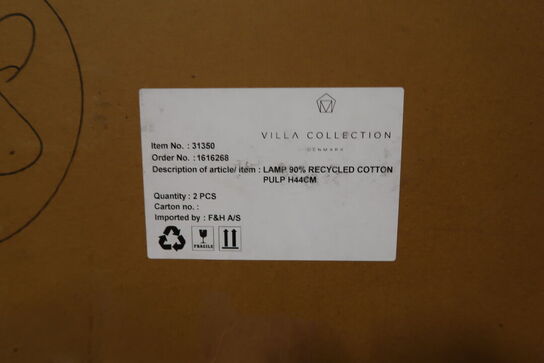 VILLA COLLECTION
DENMARK
Item No. : 31350
Order No. : 1616268
Description of article/ item : LAMP 90% RECYCLED COTTON
PULP H44CM
Quantity : 2 PCS
Carton no. :
Imported by : F&H A/S
FRAGILE